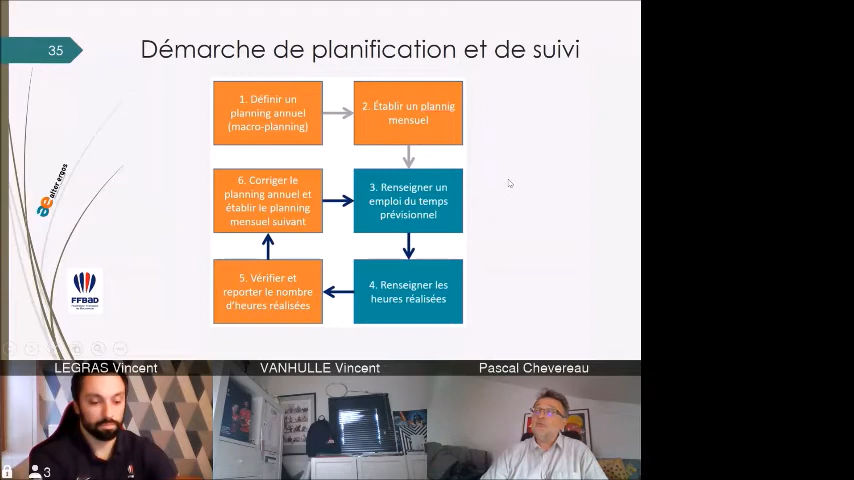 35
Démarche de planification et de suivi
1. Définir un
planning annuel
(macro-planning)
2. Établir un plannig
mensuel
6. Corriger le
planning annuel et
établir le planning
mensuel suivant
3. Renseigner un
emploi du temps
prévisionnel
5. Vérifier et
reporter le nombre
d'heures réalisées
4. Renseigner les
heures réalisées
alter ergos
FFBaD
LEGRAS Vincent
VANHULLE Vincent
Pascal Chevereau
3